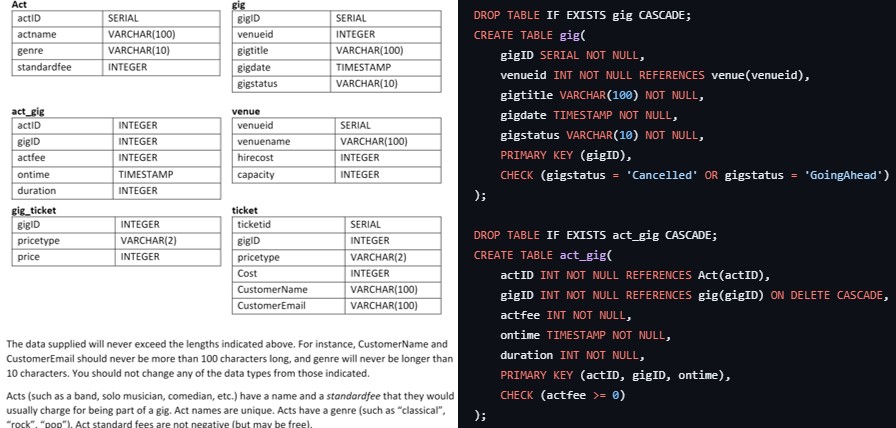 Act
actID SERIAL
actname VARCHAR(100)
genre VARCHAR(10)
standardfee INTEGER
gig
gigID SERIAL
venueid INTEGER
gigtitle VARCHAR(100)
gigdate TIMESTAMP
gigstatus VARCHAR(10)
act_gig
actID INTEGER
gigID INTEGER
actfee INTEGER
ontime TIMESTAMP
duration INTEGER
venue
venueid SERIAL
venuename VARCHAR(100)
hirecost INTEGER
capacity INTEGER
gig_ticket
gigID INTEGER
pricetype VARCHAR(2)
price INTEGER
ticket
ticketid SERIAL
gigID INTEGER
pricetype VARCHAR(2)
Cost INTEGER
CustomerName VARCHAR(100)
CustomerEmail VARCHAR(100)
The data supplied will never exceed the lengths indicated above. For instance, CustomerName and
CustomerEmail should never be more than 100 characters long, and genre will never be longer than
10 characters. You should not change any of the data types from those indicated.
Acts (such as a band, solo musician, comedian, etc.) have a name and a standardfee that they would
usually charge for being part of a gig. Act names are unique. Acts have a genre (such as “classical”,
“rock”, “pop”). Act standard fees are not negative (but may be free).
DROP TABLE IF EXISTS gig CASCADE;
CREATE TABLE gig(
gigID SERIAL NOT NULL,
venueid INT NOT NULL REFERENCES venue(venueid),
gigtitle VARCHAR(100) NOT NULL,
gigdate TIMESTAMP NOT NULL,
gigstatus VARCHAR(10) NOT NULL,
PRIMARY KEY (gigID),
CHECK (gigstatus = 'Cancelled' OR gigstatus = 'GoingAhead')
);
DROP TABLE IF EXISTS act_gig CASCADE;
CREATE TABLE act_gig(
actID INT NOT NULL REFERENCES Act(actID),
gigID INT NOT NULL REFERENCES gig(gigID) ON DELETE CASCADE,
actfee INT NOT NULL,
ontime TIMESTAMP NOT NULL,
duration INT NOT NULL,
PRIMARY KEY (actID, gigID, ontime),
CHECK (actfee >= 0)
);